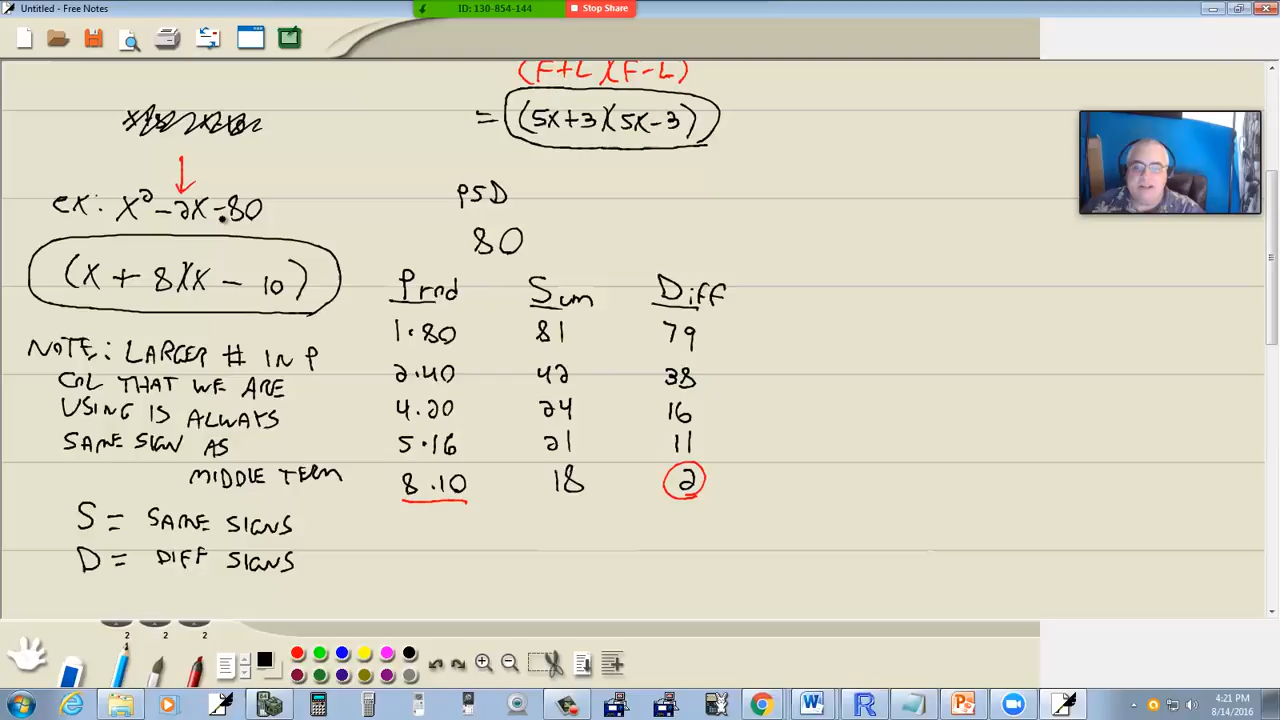 Untitled - Free Notes
ID: 130-854-144
Stop Share
(F+L)(F-L)
= (5x+3)(5x-3)
ex: x² - 2x - 80
(x + 8)(x - 10)
NOTE: LARGER # IN P
COL THAT WE ARE
USING IS ALWAYS
SAME SIGN AS
MIDDLE TERM
S = SAME SIGNS
D = DIFF SIGNS
PSD
80
Prod Sum Diff
1·80 81 79
2·40 42 38
4·20 24 16
5·16 21 11
8·10 18 2
2 2 2
4:21 PM
8/14/2016